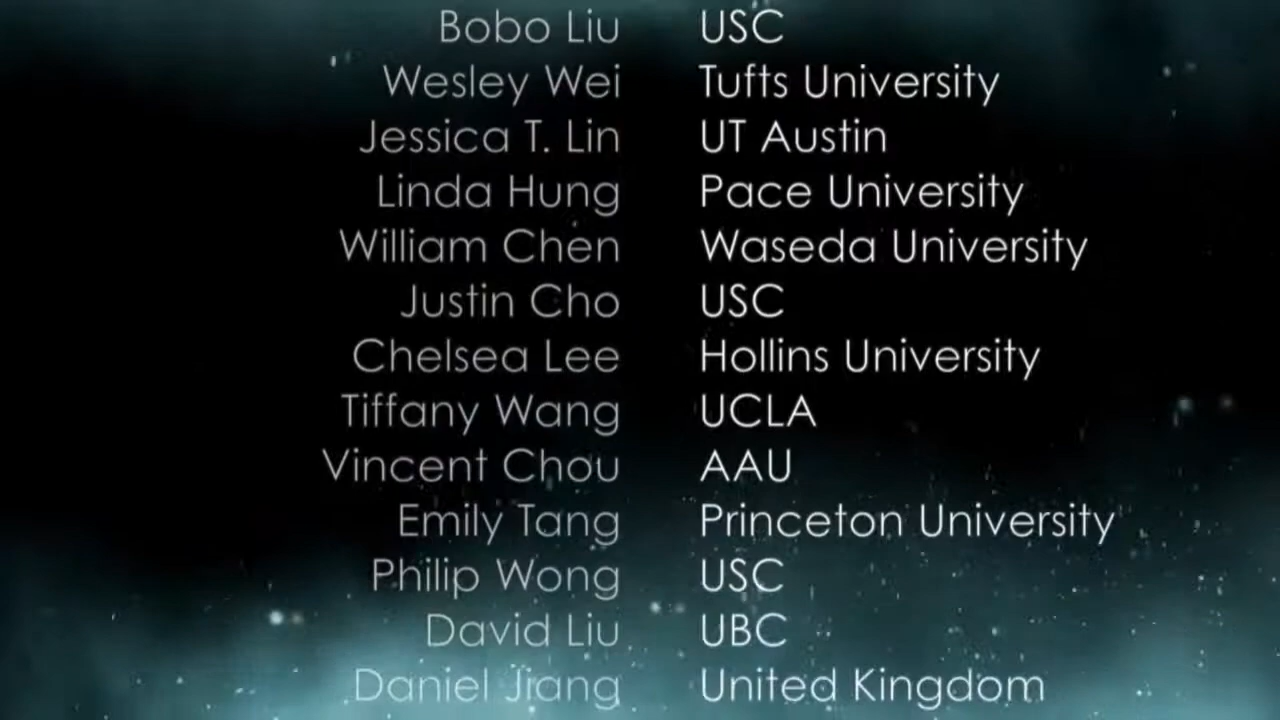 Bobo Liu USC
Wesley Wei Tufts University
Jessica T. Lin UT Austin
Linda Hung Pace University
William Chen Waseda University
Justin Cho USC
Chelsea Lee Hollins University
Tiffany Wang UCLA
Vincent Chou AAU
Emily Tang Princeton University
Philip Wong USC
David Liu UBC
Daniel Jiang United Kingdom